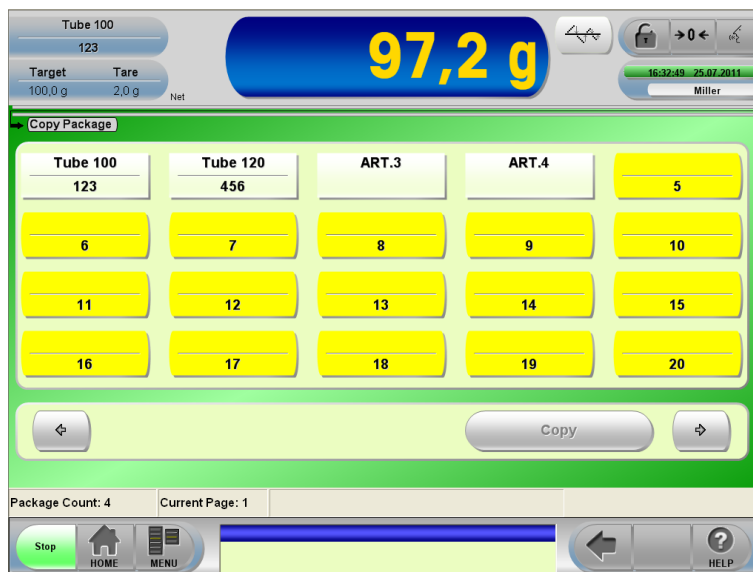 Tube 100
123
Target Tare
100,0 g 2,0 g Net
97,2 g
→0←
16:32:49 25.07.2011
Miller
Copy Package
Tube 100 Tube 120 ART.3 ART.4
123 456 5
6 7 8 9 10
11 12 13 14 15
16 17 18 19 20
Copy
Package Count: 4 Current Page: 1
Stop HOME MENU HELP